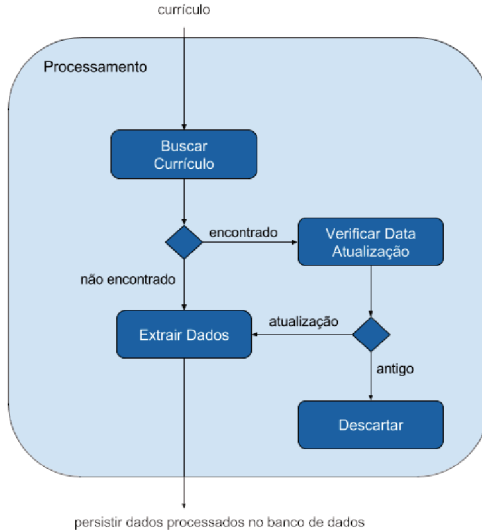 currículo
Processamento
Buscar
Currículo
encontrado
Verificar Data
Atualização
não encontrado
Extrair Dados
atualização
antigo
Descartar
persistir dados processados no banco de dados